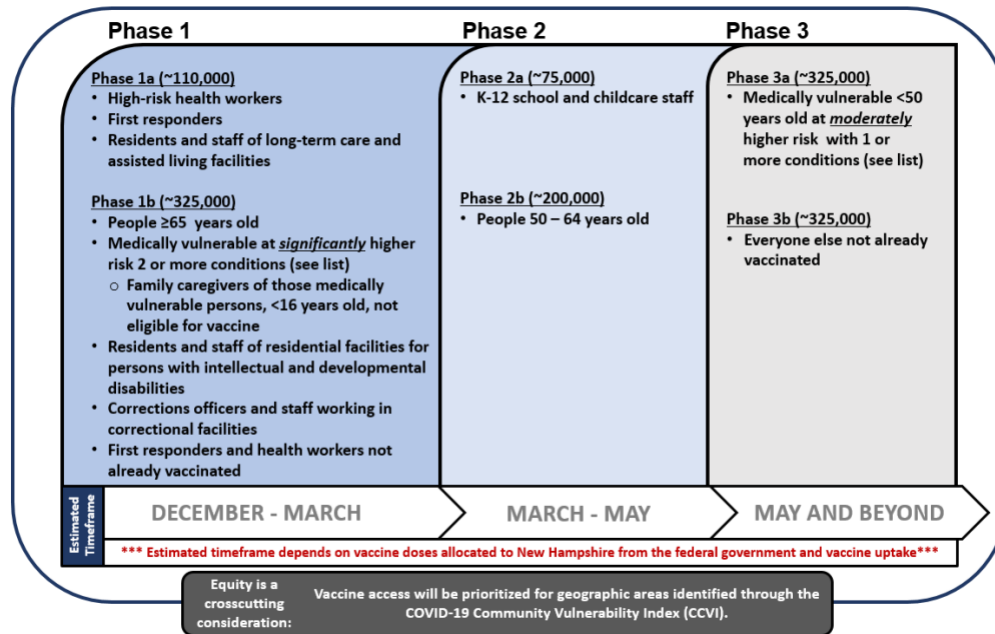 Phase 1
Phase 1a (~110,000)
• High-risk health workers
• First responders
• Residents and staff of long-term care and
assisted living facilities
Phase 1b (~325,000)
• People ≥65 years old
• Medically vulnerable at significantly higher
risk 2 or more conditions (see list)
o Family caregivers of those medically
vulnerable persons, <16 years old, not
eligible for vaccine
• Residents and staff of residential facilities for
persons with intellectual and developmental
disabilities
• Corrections officers and staff working in
correctional facilities
• First responders and health workers not
already vaccinated
Phase 2
Phase 2a (~75,000)
• K-12 school and childcare staff
Phase 2b (~200,000)
• People 50 – 64 years old
Phase 3
Phase 3a (~325,000)
• Medically vulnerable <50
years old at moderately
higher risk with 1 or
more conditions (see list)
Phase 3b (~325,000)
• Everyone else not already
vaccinated
Estimated
Timeframe
DECEMBER - MARCH
MARCH - MAY
MAY AND BEYOND
*** Estimated timeframe depends on vaccine doses allocated to New Hampshire from the federal government and vaccine uptake***
Equity is a
crosscutting
consideration:
Vaccine access will be prioritized for geographic areas identified through the
COVID-19 Community Vulnerability Index (CCVI).